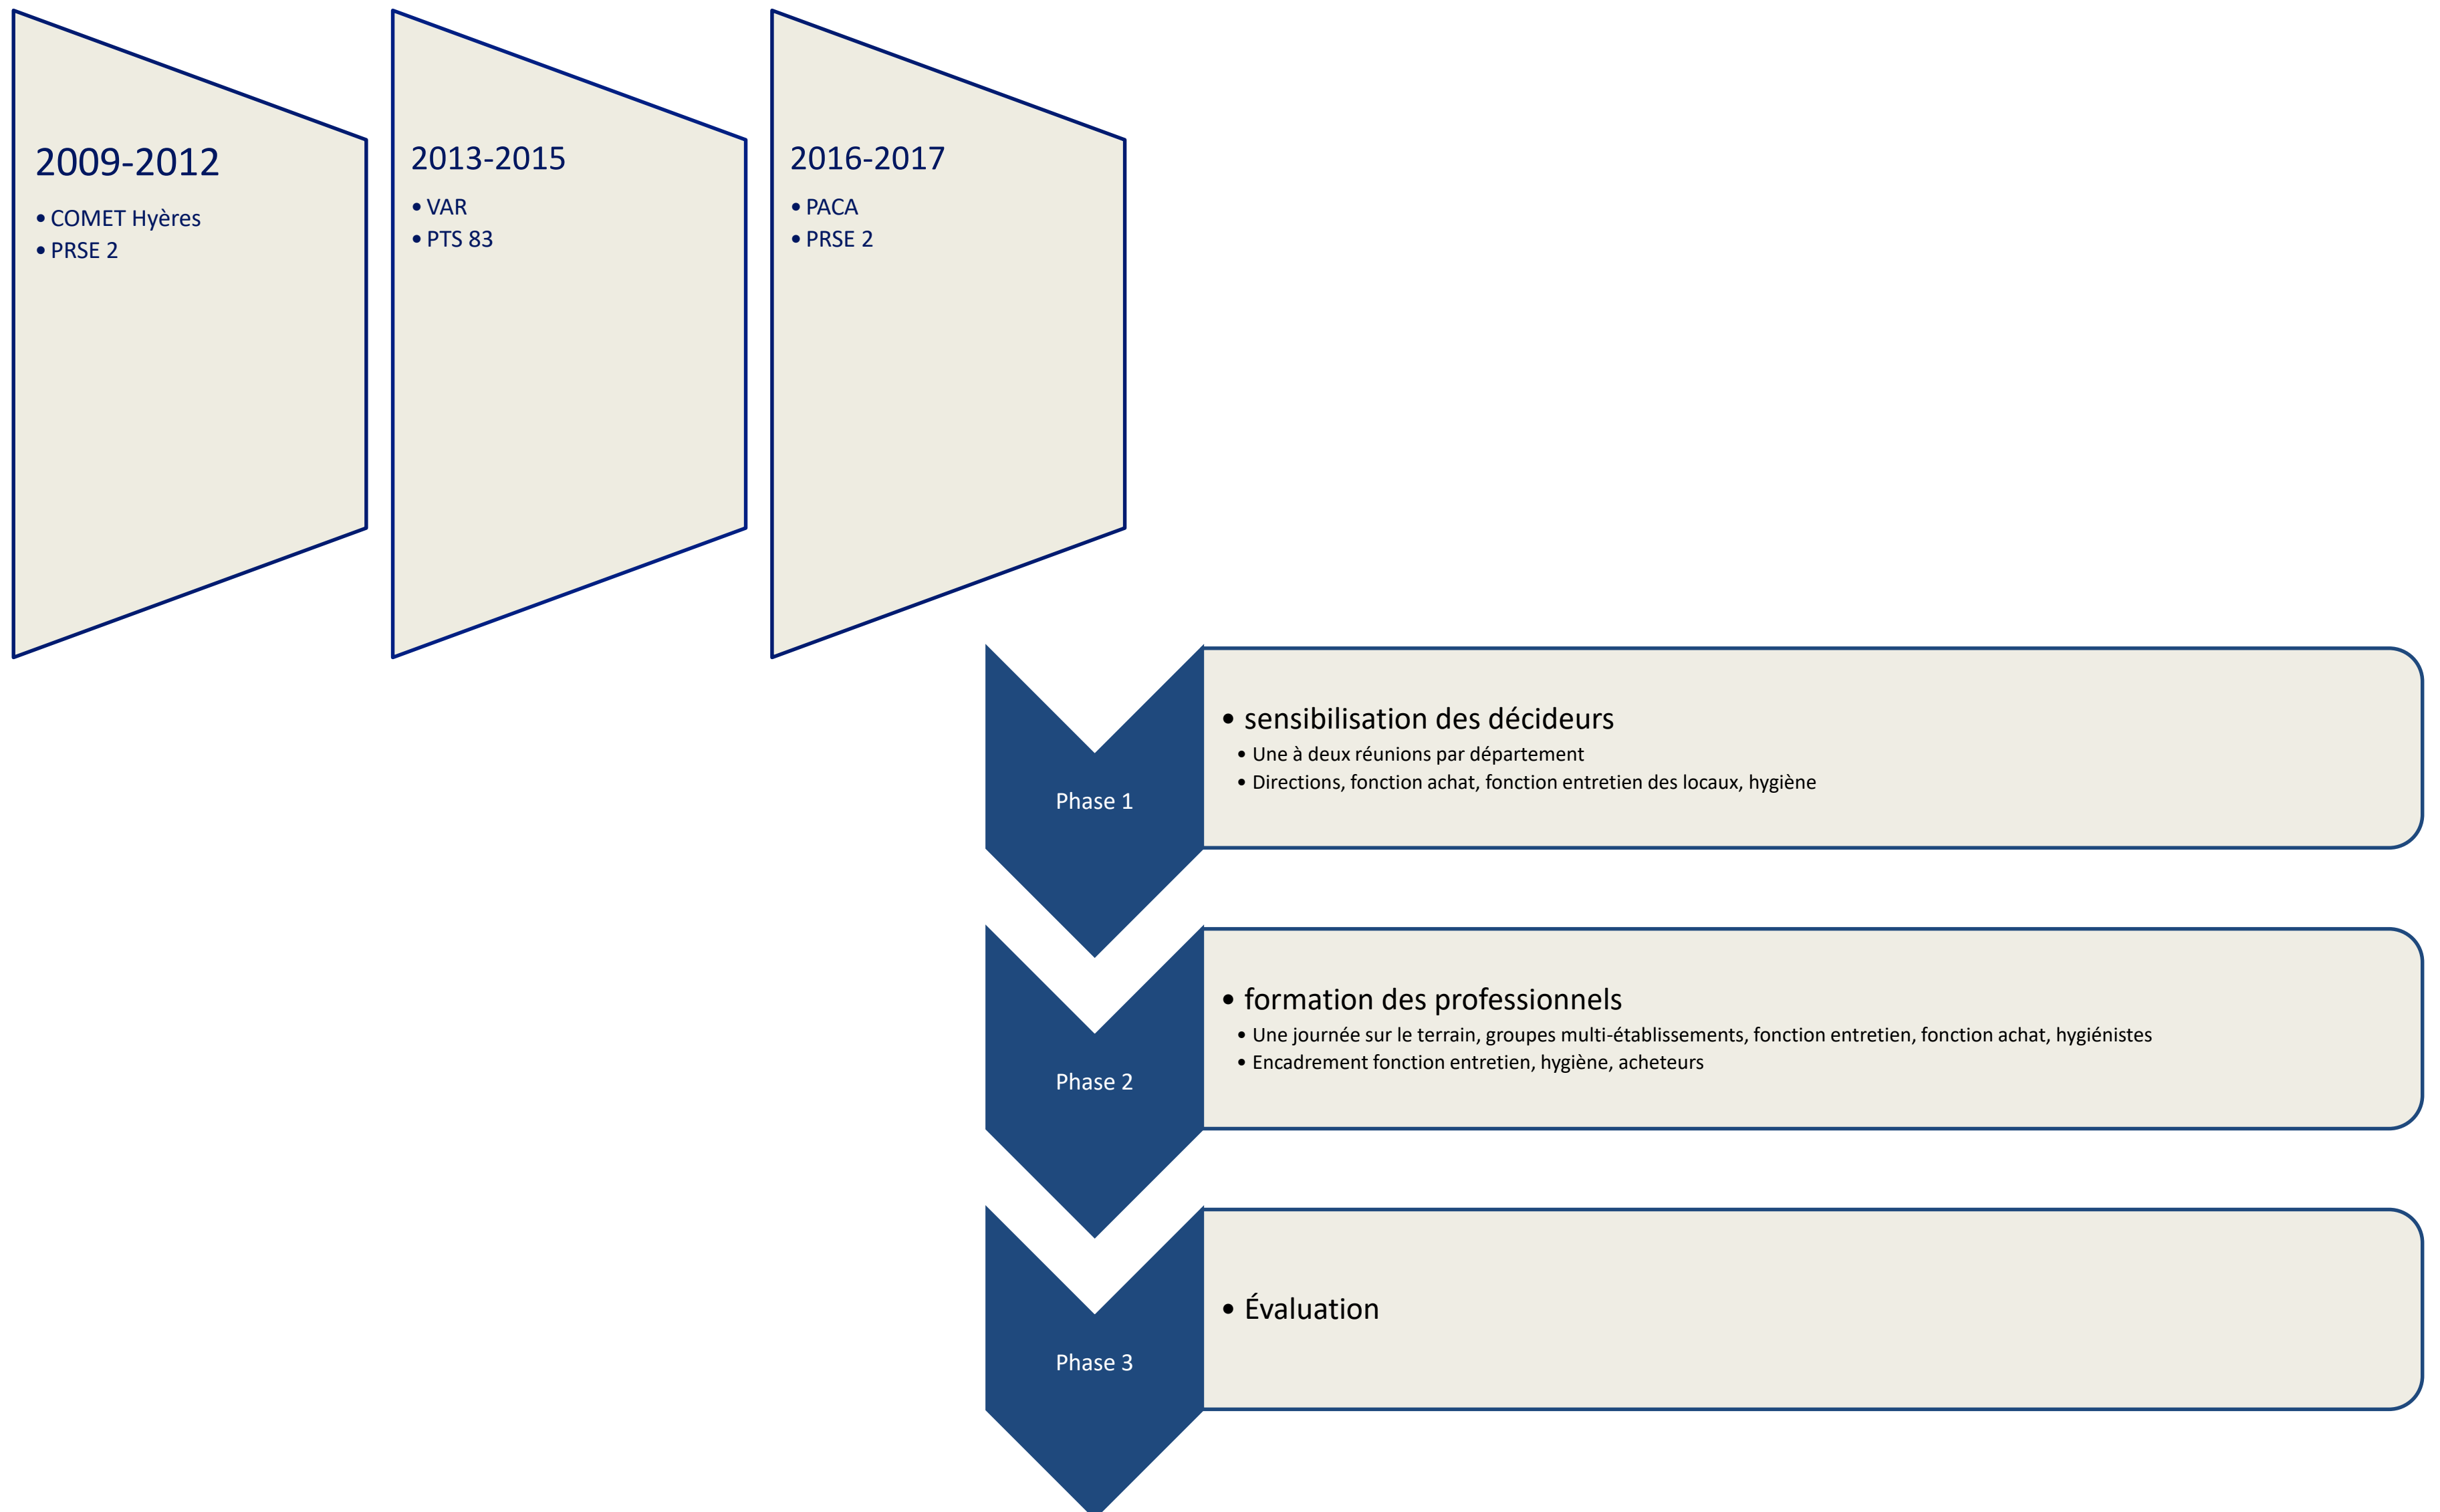 2009-2012
• COMET Hyères
• PRSE 2
2013-2015
• VAR
• PTS 83
2016-2017
• PACA
• PRSE 2
Phase 1
• sensibilisation des décideurs
• Une à deux réunions par département
• Directions, fonction achat, fonction entretien des locaux, hygiène
Phase 2
• formation des professionnels
• Une journée sur le terrain, groupes multi-établissements, fonction entretien, fonction achat, hygiénistes
• Encadrement fonction entretien, hygiène, acheteurs
Phase 3
• Évaluation